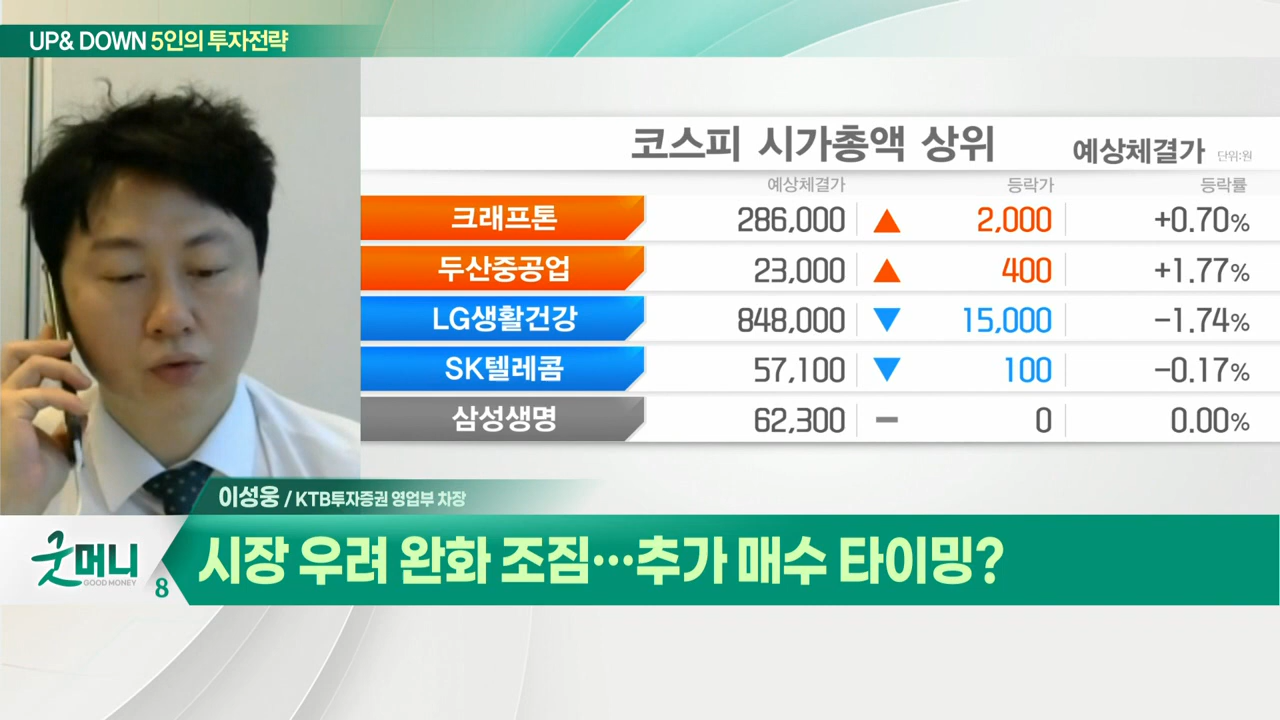 UP& DOWN 5인의 투자전략
코스피 시가총액 상위 예상체결가 단위:원
예상체결가 등락가 등락률
크래프톤 286,000 ▲ 2,000 +0.70%
두산중공업 23,000 ▲ 400 +1.77%
LG생활건강 848,000 ▼ 15,000 -1.74%
SK텔레콤 57,100 ▼ 100 -0.17%
삼성생명 62,300 - 0 0.00%
이성웅 / KTB투자증권 영업부 차장
굿머니
GOOD MONEY
8
시장 우려 완화 조짐…추가 매수 타이밍?